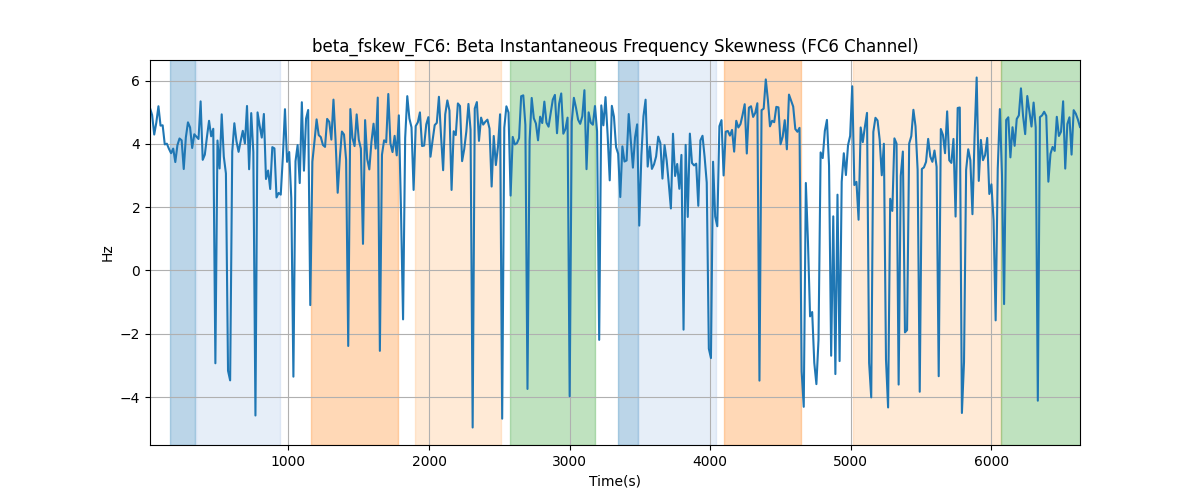 beta_fskew_FC6: Beta Instantaneous Frequency Skewness (FC6 Channel)
6
4
2
0
−2
−4
Hz
1000 2000 3000 4000 5000 6000
Time(s)